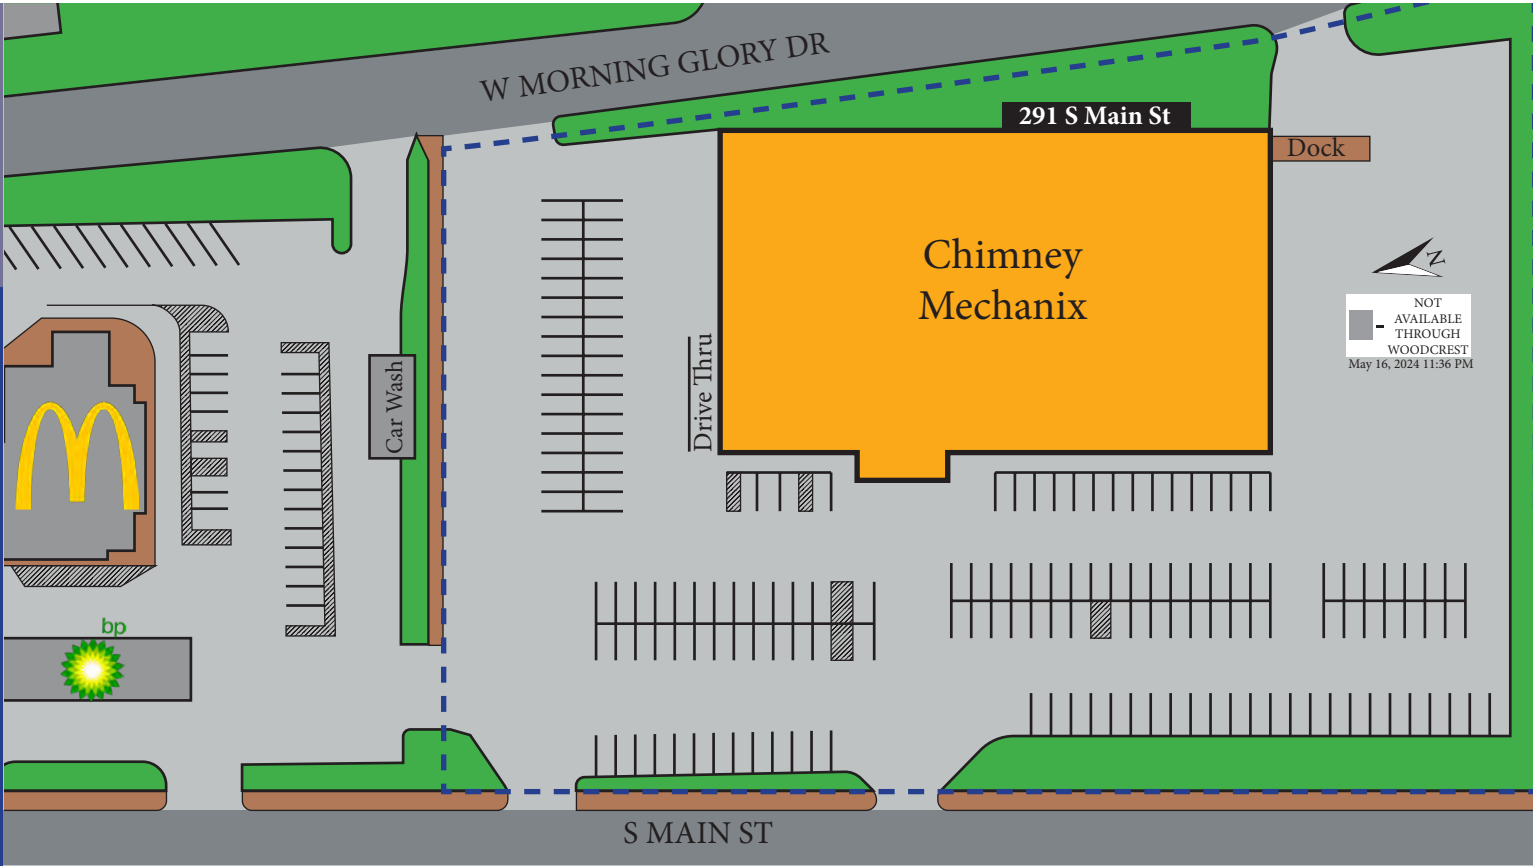 W MORNING GLORY DR
291 S Main St
Dock
Chimney
Mechanix
N
NOT
AVAILABLE
THROUGH
WOODCREST
May 16, 2024 11:36 PM
Drive Thru
Car Wash
bp
S MAIN ST